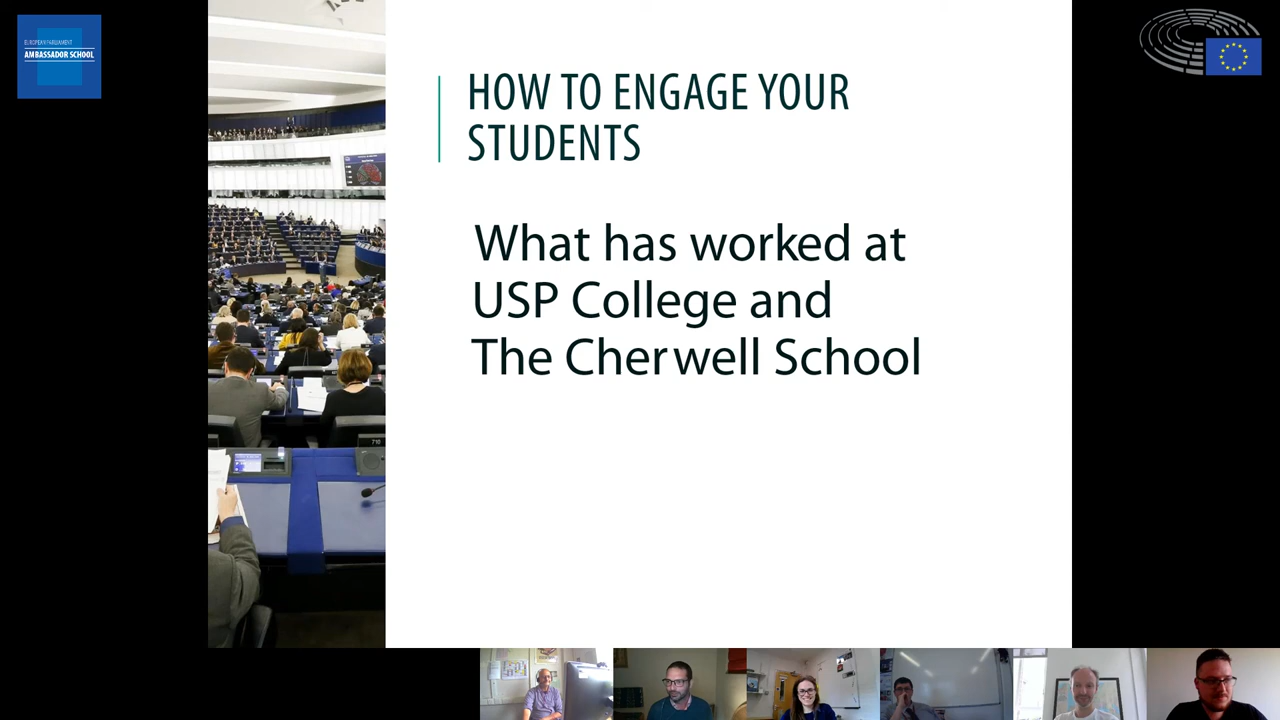 EUROPEAN PARLIAMENT
AMBASSADOR SCHOOL
HOW TO ENGAGE YOUR
STUDENTS
What has worked at
USP College and
The Cherwell School
710